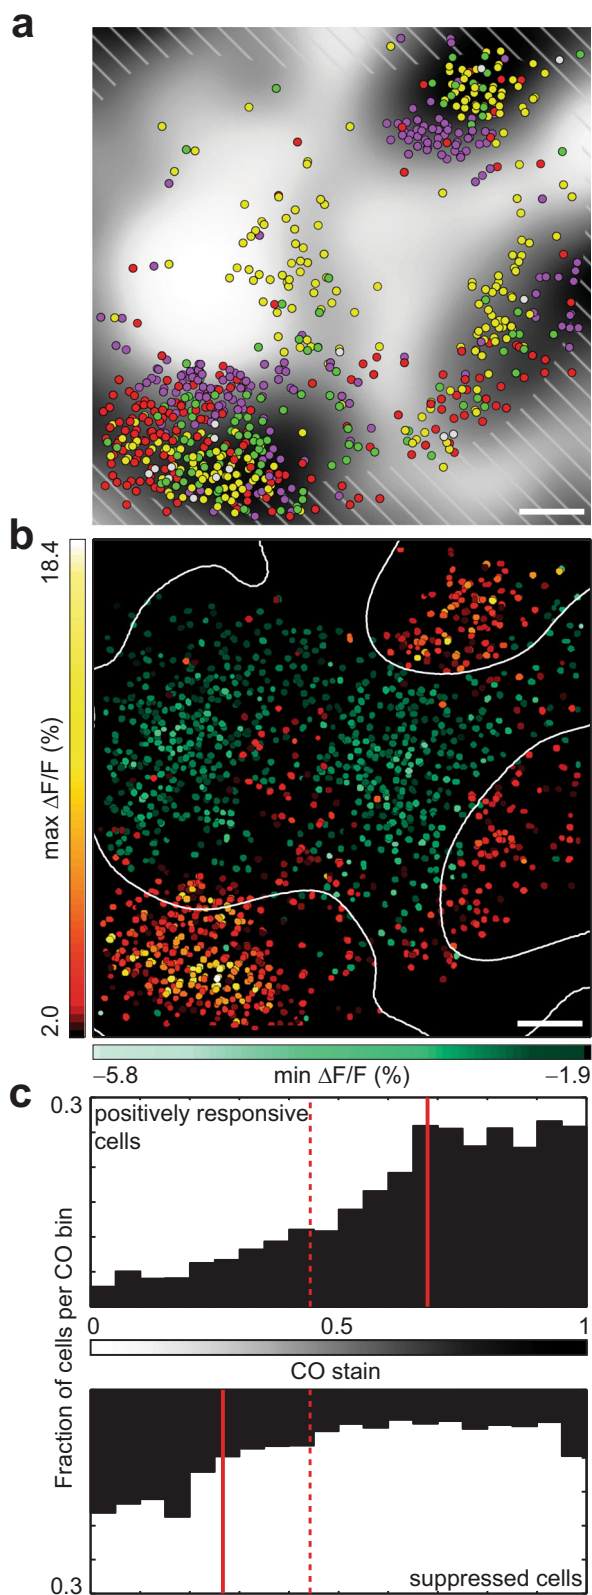 a
b
18.4
max ΔF/F (%)
2.0
−5.8 min ΔF/F (%) −1.9
c
0.3
positively responsive
cells
Fraction of cells per CO bin
0 0.5 1
CO stain
0.3
suppressed cells